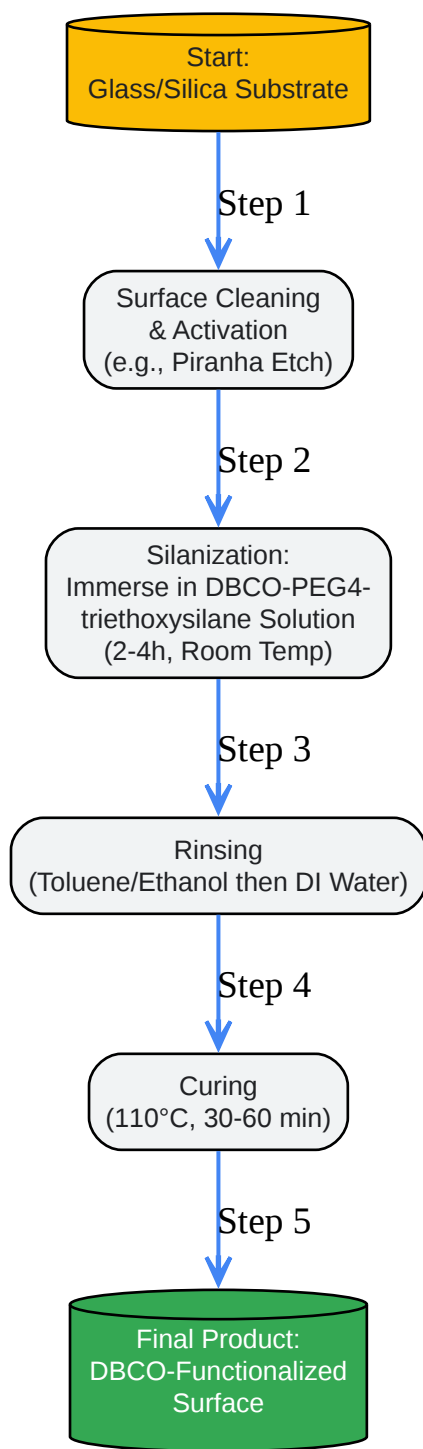 Start:
Glass/Silica Substrate
Step 1
Surface Cleaning
& Activation
(e.g., Piranha Etch)
Step 2
Silanization:
Immerse in DBCO-PEG4-
triethoxysilane Solution
(2-4h, Room Temp)
Step 3
Rinsing
(Toluene/Ethanol then DI Water)
Step 4
Curing
(110°C, 30-60 min)
Step 5
Final Product:
DBCO-Functionalized
Surface